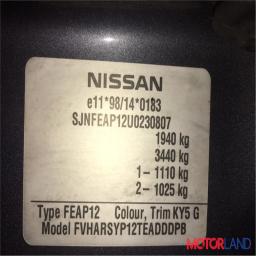 NISSAN
e11*98/14*0183
SJNFEAP12U0230807
1940 kg
3440 kg
1- 1110 kg
2- 1025 kg
Type FEAP12 Colour, Trim KY5 G
Model FVHARSYP12TEADDDPB
MOTORLAND